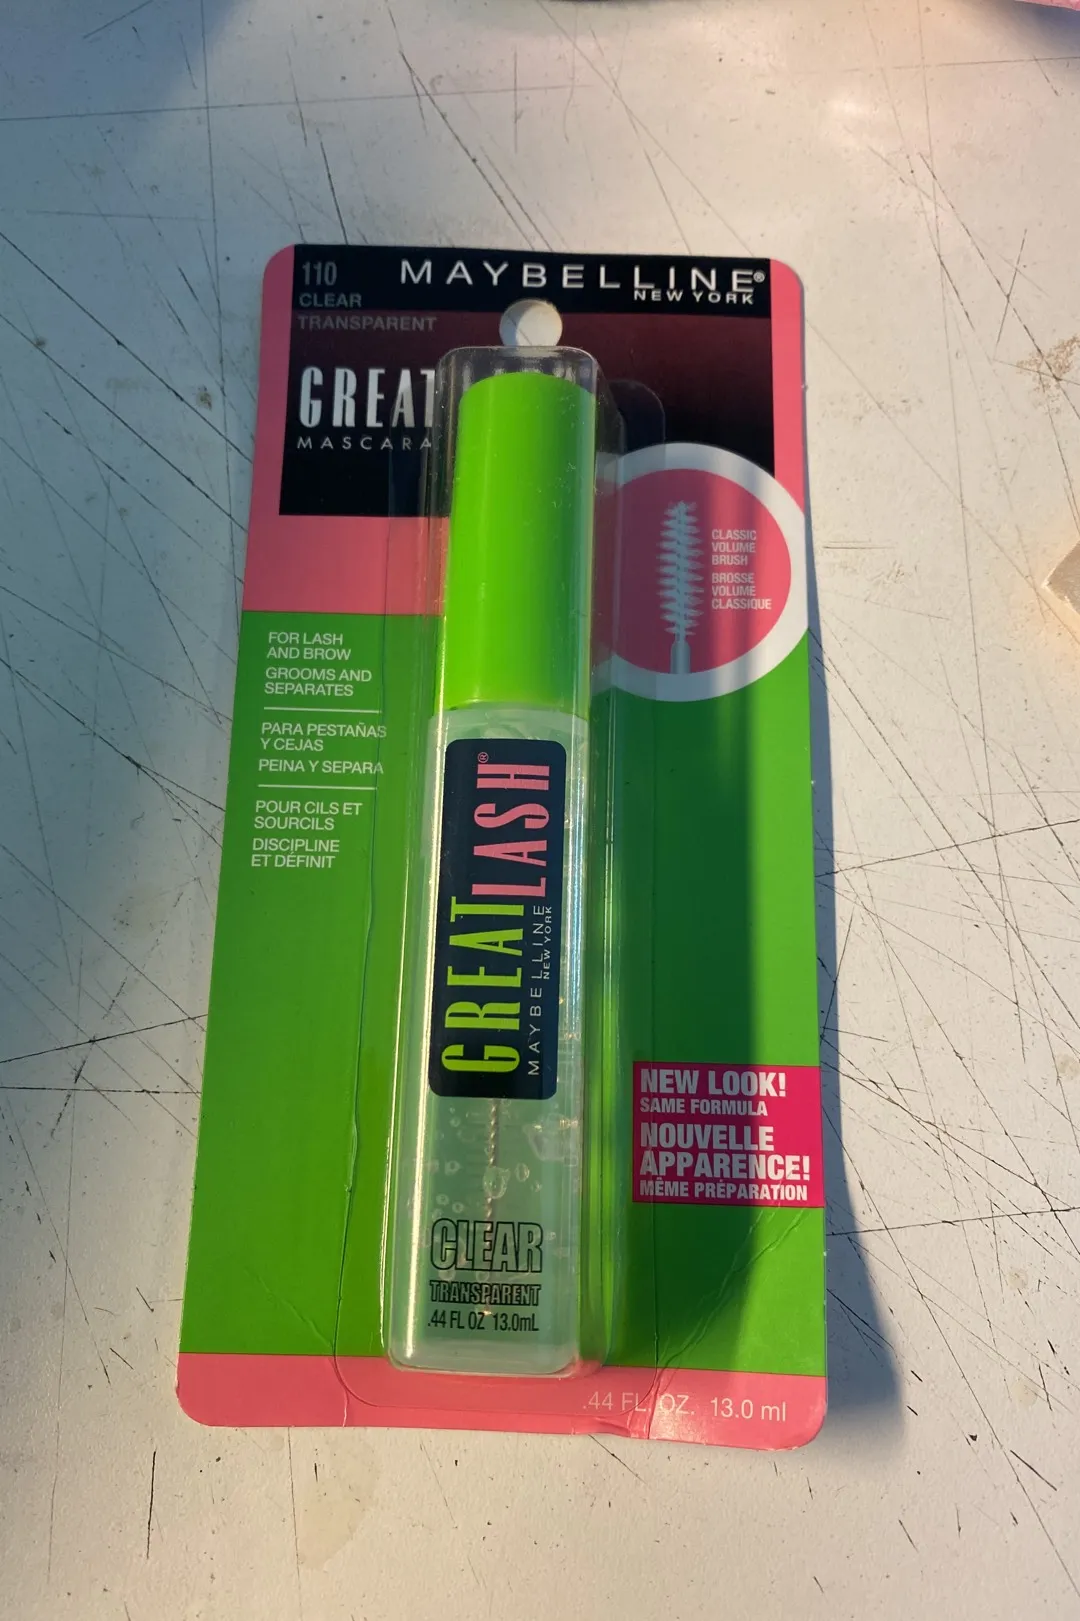 110
CLEAR
TRANSPARENT
MAYBELLINE®
NEW YORK
GREAT
MASCARA
CLASSIC
VOLUME
BRUSH
BROSSE
VOLUME
CLASSIQUE
FOR LASH
AND BROW
GROOMS AND
SEPARATES
PARA PESTAÑAS
Y CEJAS
PEINA Y SEPARA
POUR CILS ET
SOURCILS
DISCIPLINE
ET DÉFINIT
GREAT LASH®
MAYBELLINE
NEW YORK
NEW LOOK!
SAME FORMULA
NOUVELLE
APPARENCE!
MÊME PRÉPARATION
CLEAR
TRANSPARENT
.44 FL OZ 13.0mL
.44 FL. OZ. 13.0 ml